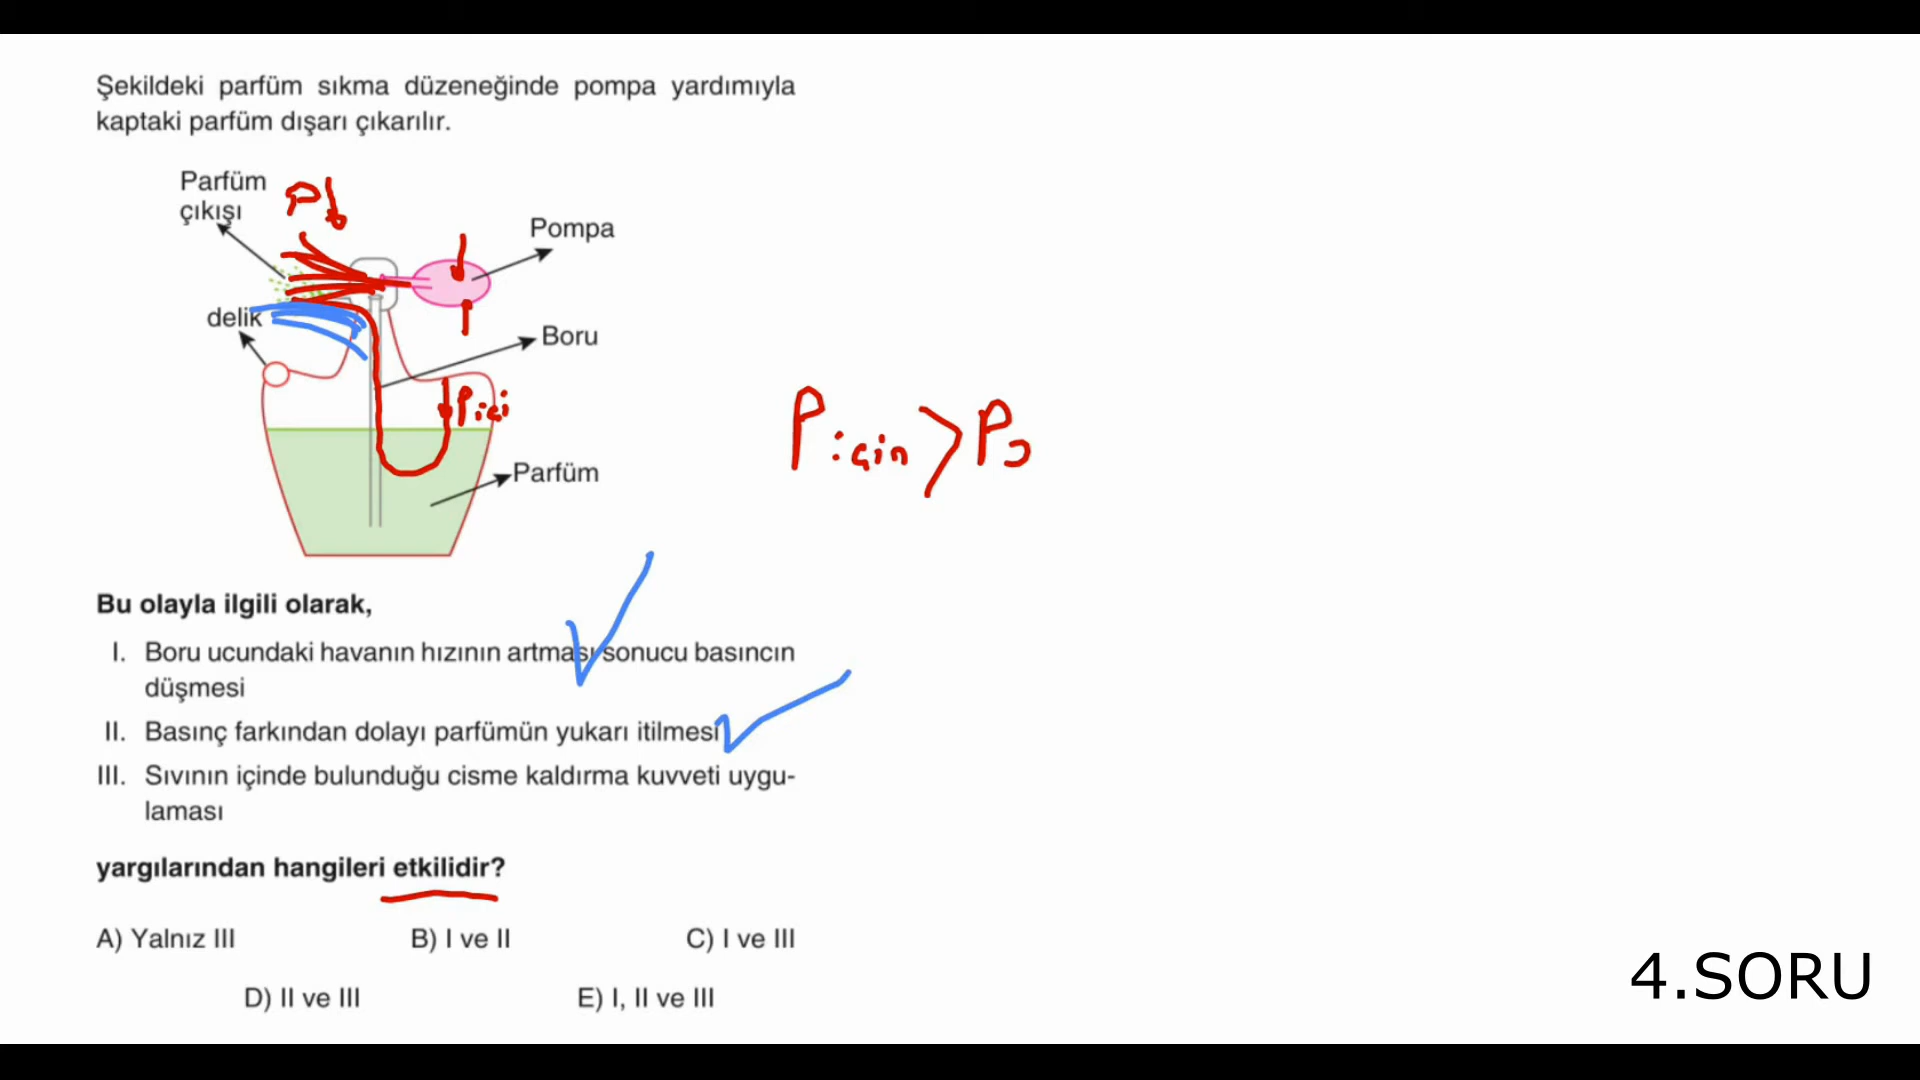 Şekildeki parfüm sıkma düzeneğinde pompa yardımıyla
kaptaki parfüm dışarı çıkarılır.
Parfüm
çıkışı
P↓
Pompa
delik
Boru
Piçi
Parfüm
Piçin > P
Bu olayla ilgili olarak,
I. Boru ucundaki havanın hızının artması sonucu basıncın
düşmesi
II. Basınç farkından dolayı parfümün yukarı itilmesi
III. Sıvının içinde bulunduğu cisme kaldırma kuvveti uygu-
laması
yargılarından hangileri etkilidir?
A) Yalnız III
B) I ve II
C) I ve III
D) II ve III
E) I, II ve III
4.SORU